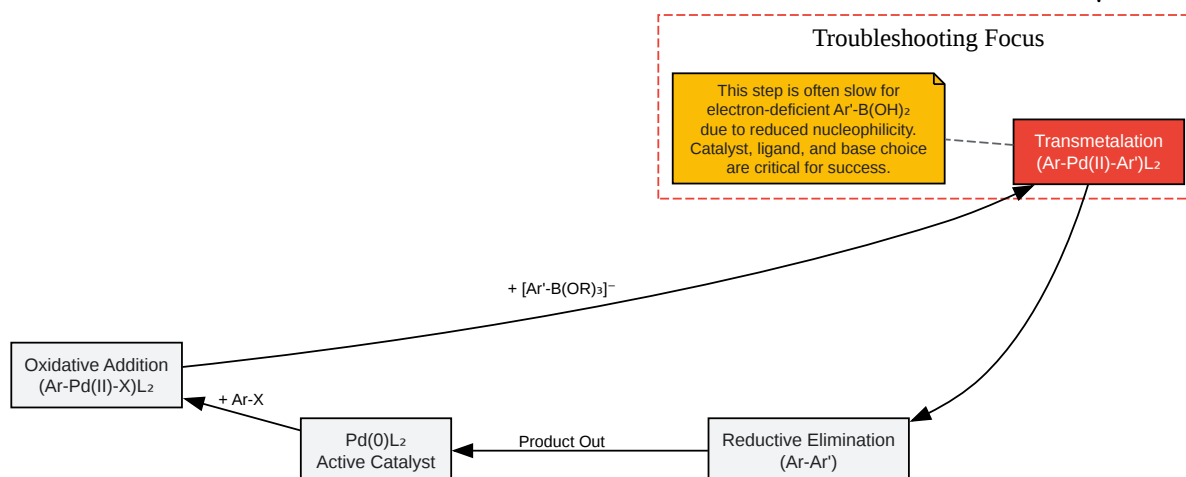 Troubleshooting Focus
This step is often slow for
electron-deficient Ar'-B(OH)₂
due to reduced nucleophilicity.
Catalyst, ligand, and base choice
are critical for success.
Transmetalation
(Ar-Pd(II)-Ar')L₂
+ [Ar'-B(OR)₃]⁻
Oxidative Addition
(Ar-Pd(II)-X)L₂
+ Ar-X
Pd(0)L₂
Active Catalyst
Product Out
Reductive Elimination
(Ar-Ar')